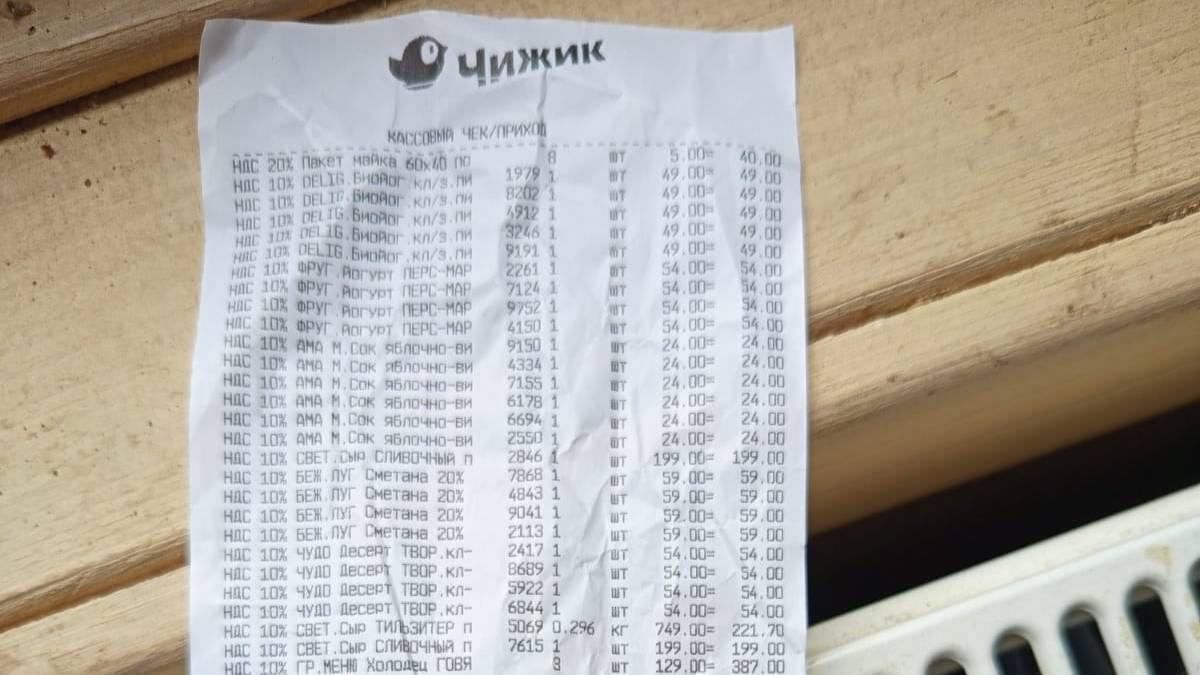 Чижик
КАССОВЫЙ ЧЕК/ПРИХОД
НДС 20% Пакет майка 60х40 ПО 8 шт 5.00= 40.00
НДС 10% DELIG.Биойог.кл/з.пи 1979 1 шт 49.00= 49.00
НДС 10% DELIG.Биойог.кл/з.пи 8202 1 шт 49.00= 49.00
НДС 10% DELIG.Биойог.кл/з.пи 4912 1 шт 49.00= 49.00
НДС 10% DELIG.Биойог.кл/з.пи 3246 1 шт 49.00= 49.00
НДС 10% DELIG.Биойог.кл/з.пи 9191 1 шт 49.00= 49.00
НДС 10% ФРУГ.Йогурт ПЕРС-МАР 2261 1 шт 54.00= 54.00
НДС 10% ФРУГ.Йогурт ПЕРС-МАР 7124 1 шт 54.00= 54.00
НДС 10% ФРУГ.Йогурт ПЕРС-МАР 9752 1 шт 54.00= 54.00
НДС 10% ФРУГ.Йогурт ПЕРС-МАР 4150 1 шт 54.00= 54.00
НДС 10% АМА М.Сок яблочно-ви 9150 1 шт 24.00= 24.00
НДС 10% АМА М.Сок яблочно-ви 4334 1 шт 24.00= 24.00
НДС 10% АМА М.Сок яблочно-ви 7155 1 шт 24.00= 24.00
НДС 10% АМА М.Сок яблочно-ви 6178 1 шт 24.00= 24.00
НДС 10% АМА М.Сок яблочно-ви 6694 1 шт 24.00= 24.00
НДС 10% АМА М.Сок яблочно-ви 2550 1 шт 24.00= 24.00
НДС 10% СВЕТ.Сыр СЛИВОЧНЫЙ п 2846 1 шт 199.00= 199.00
НДС 10% БЕЖ.ЛУГ Сметана 20% 7868 1 шт 59.00= 59.00
НДС 10% БЕЖ.ЛУГ Сметана 20% 4843 1 шт 59.00= 59.00
НДС 10% БЕЖ.ЛУГ Сметана 20% 9041 1 шт 59.00= 59.00
НДС 10% БЕЖ.ЛУГ Сметана 20% 2113 1 шт 59.00= 59.00
НДС 10% ЧУДО Десерт ТВОР.кл- 2417 1 шт 54.00= 54.00
НДС 10% ЧУДО Десерт ТВОР.кл- 8689 1 шт 54.00= 54.00
НДС 10% ЧУДО Десерт ТВОР.кл- 5922 1 шт 54.00= 54.00
НДС 10% ЧУДО Десерт ТВОР.кл- 6844 1 шт 54.00= 54.00
НДС 10% СВЕТ.Сыр ТИЛЬЗИТЕР п 5069 0.296 кг 749.00= 221.70
НДС 10% СВЕТ.Сыр СЛИВОЧНЫЙ п 7615 1 шт 199.00= 199.00
НДС 10% ГР.МЕНЮ Холодец ГОВЯ 3 шт 129.00= 387.00